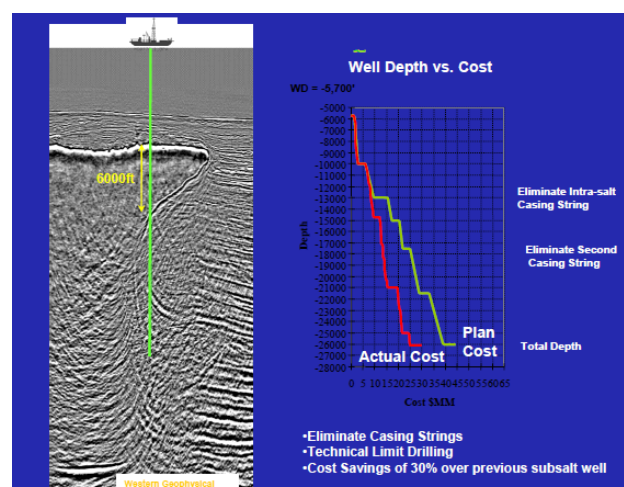 Well Depth vs. Cost
WD = -5,700'
-5000
-6000
-7000
-8000
-9000
-10000
-11000
-12000
-13000
-14000
-15000
-16000
-17000
-18000
-19000
-20000
-21000
-22000
-23000
-24000
-25000
-26000
-27000
-28000
Depth
0 5 101520253035404550556065
Cost $MM
6000ft
Actual Cost
Plan
Cost
Eliminate Intra-salt
Casing String
Eliminate Second
Casing String
Total Depth
•Eliminate Casing Strings
•Technical Limit Drilling
•Cost Savings of 30% over previous subsalt well
Western Geophysical